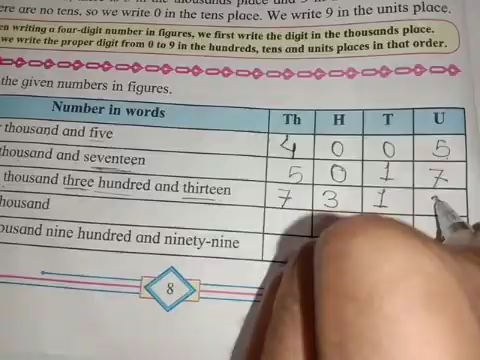 ere are no tens, so we write 0 in the tens place. We write 9 in the units place.
en writing a four-digit number in figures, we first write the digit in the thousands place.
we write the proper digit from 0 to 9 in the hundreds, tens and units places in that order.
the given numbers in figures.
Number in words Th H T U
thousand and five 4 0 0 5
thousand and seventeen 5 0 1 7
thousand three hundred and thirteen 7 3 1
housand
ousand nine hundred and ninety-nine
8